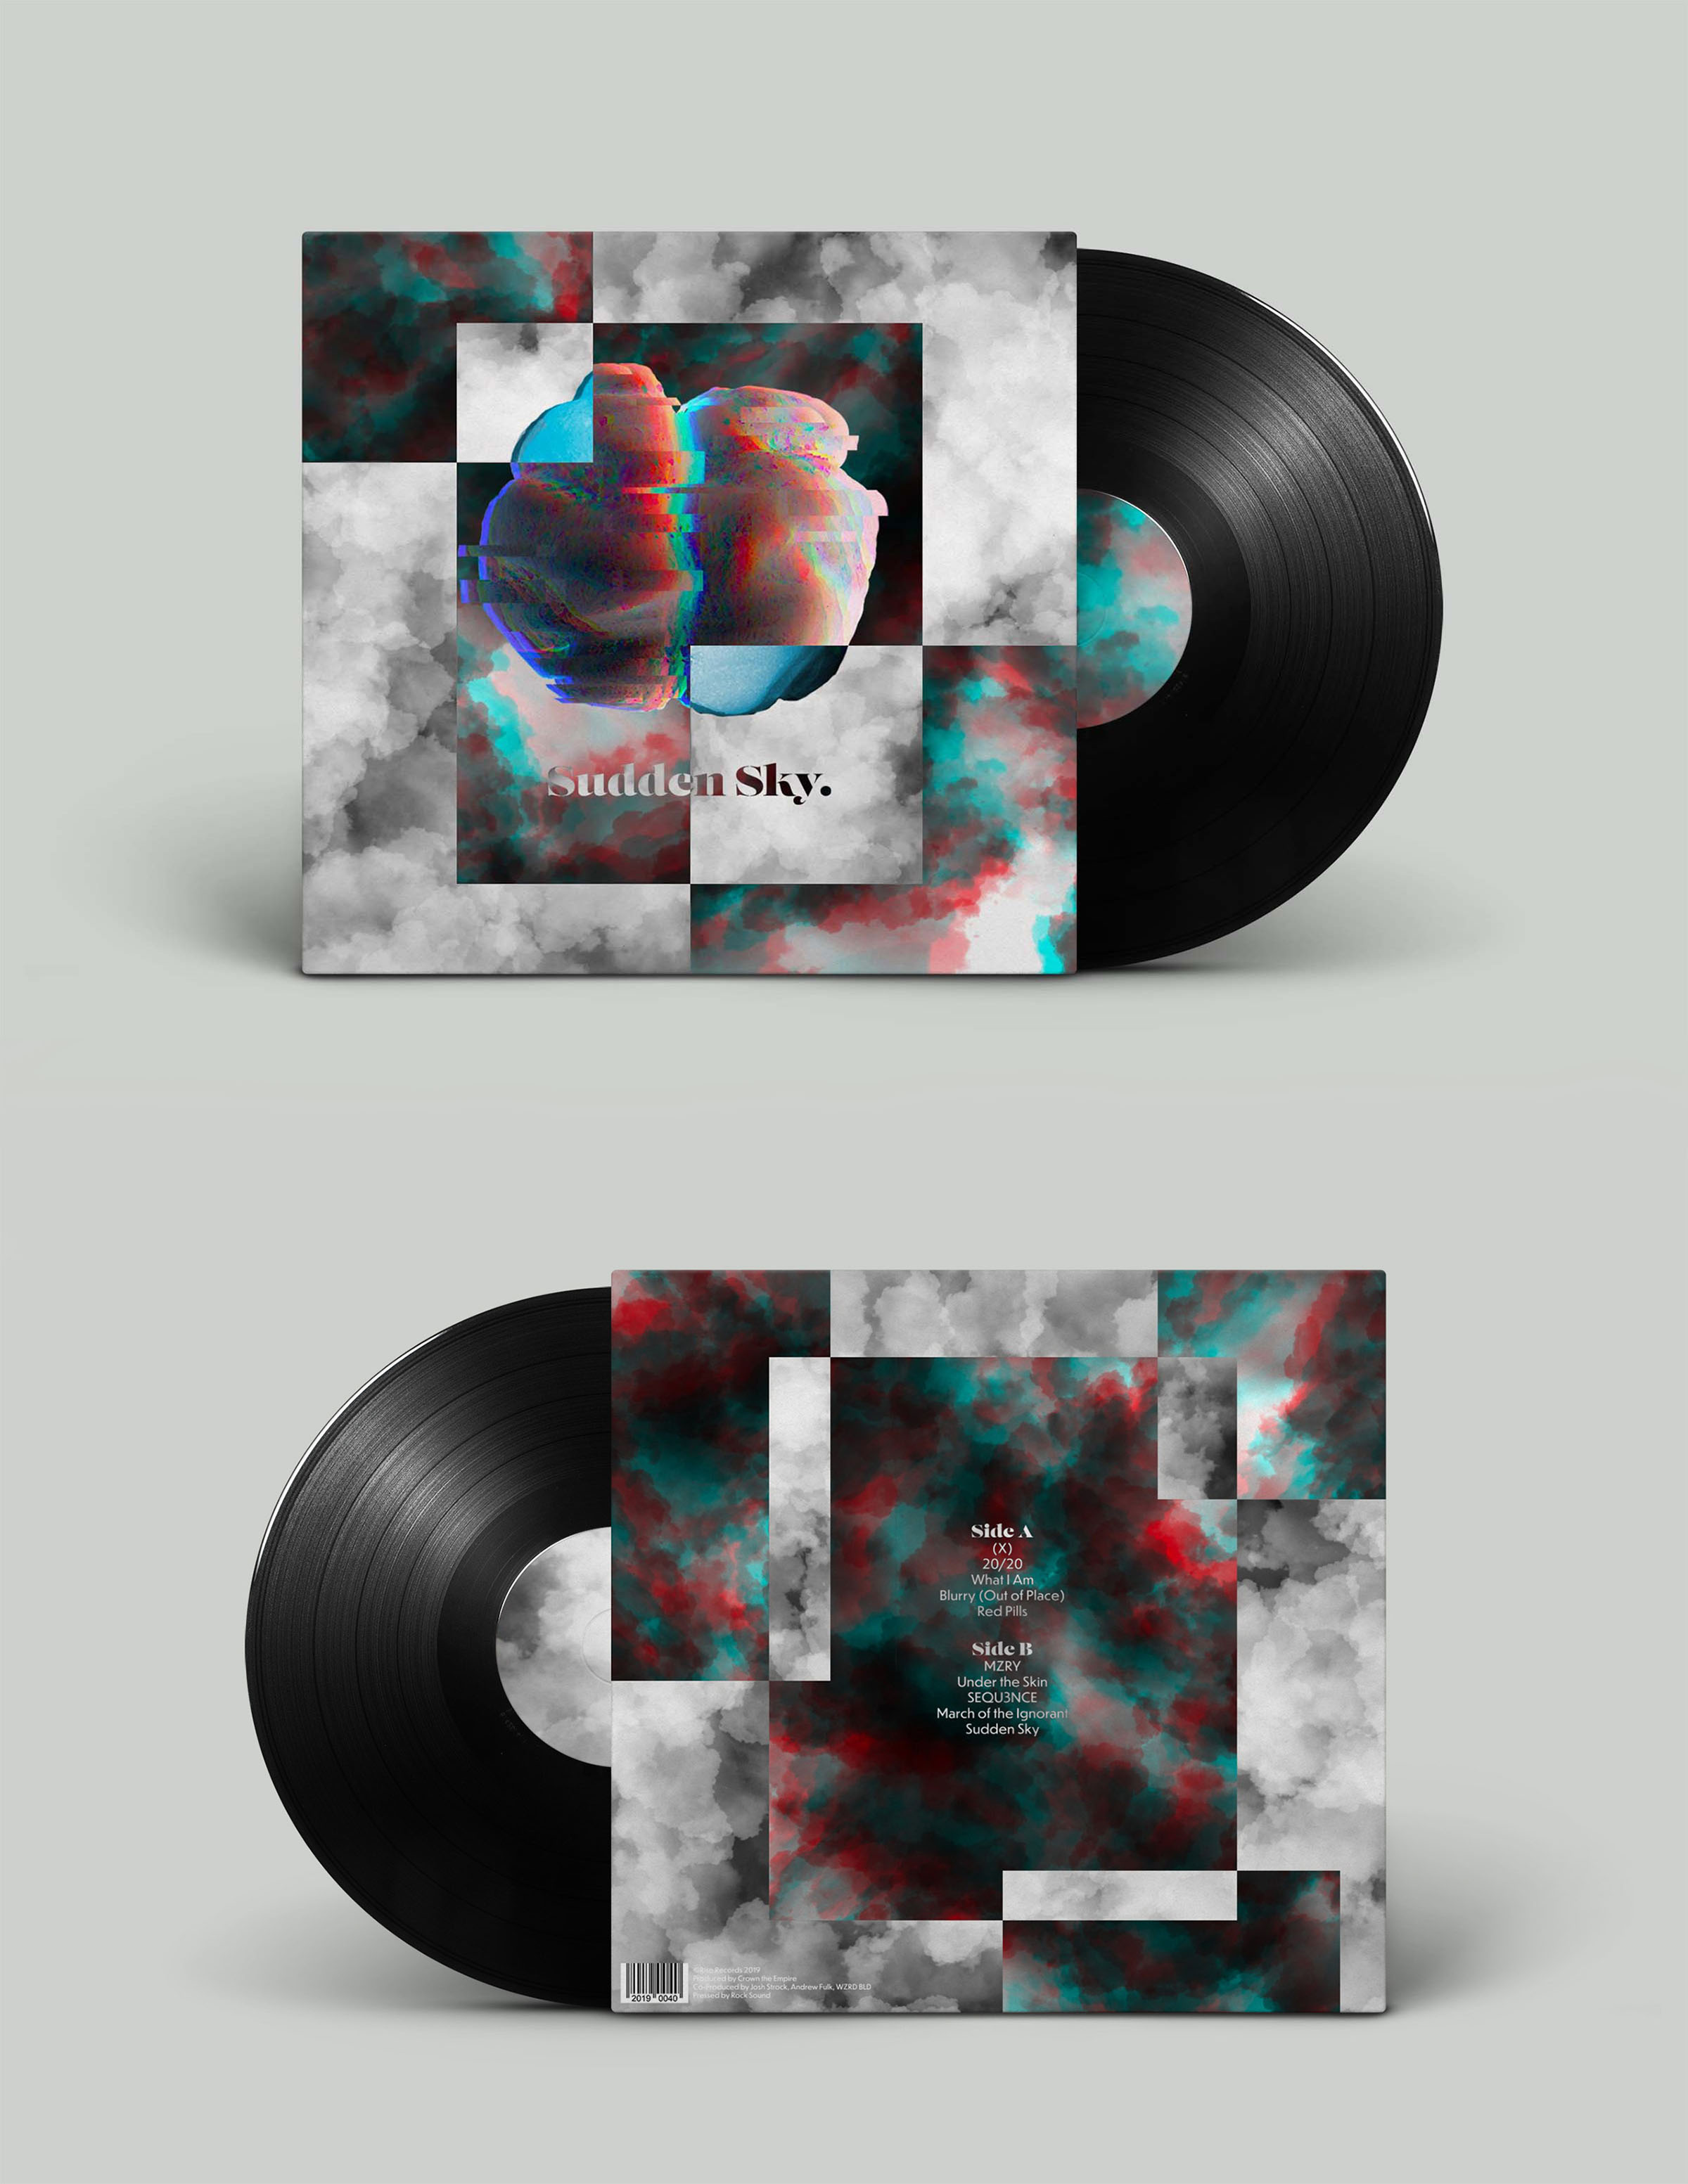 Sudden Sky.
Side A
(X)
20/20
What I Am
Blurry (Out of Place)
Red Pills
Side B
MZRY
Under the Skin
SEQU3NCE
March of the Ignorant
Sudden Sky
2019 0040
Records 2019
Produced by Crown the Empire
Co-Produced by Josh Strock, Andrew Fulk, WZRD BLD
Pressed by Rock Sound